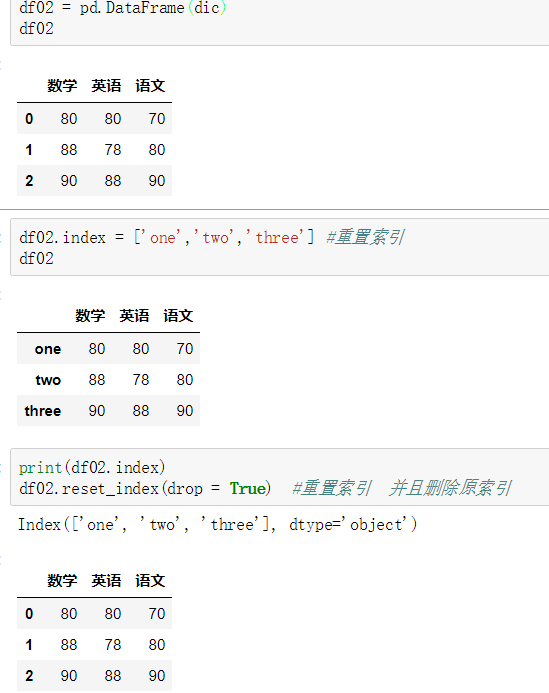 df02 = pd.DataFrame(dic)
df02
数学 英语 语文
0 80 80 70
1 88 78 80
2 90 88 90
df02.index = ['one','two','three'] #重置索引
df02
数学 英语 语文
one 80 80 70
two 88 78 80
three 90 88 90
print(df02.index)
df02.reset_index(drop = True) #重置索引 并且删除原索引
Index(['one', 'two', 'three'], dtype='object')
数学 英语 语文
0 80 80 70
1 88 78 80
2 90 88 90